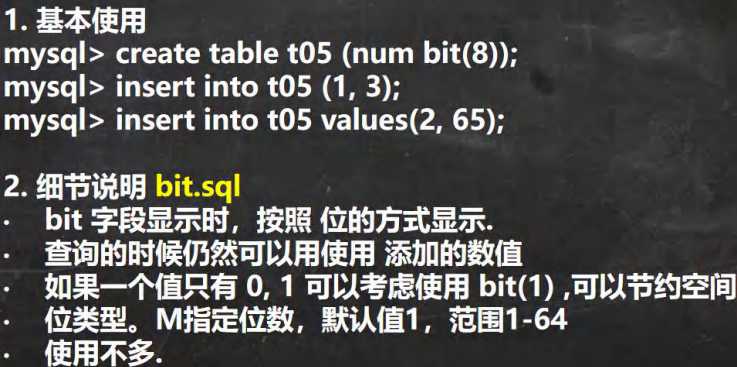 1. 基本使用
mysql> create table t05 (num bit(8));
mysql> insert into t05 (1, 3);
mysql> insert into t05 values(2, 65);
2. 细节说明 bit.sql
· bit 字段显示时，按照 位的方式显示.
· 查询的时候仍然可以用使用 添加的数值
· 如果一个值只有 0, 1 可以考虑使用 bit(1) ,可以节约空间
· 位类型。M指定位数，默认值1，范围1-64
· 使用不多.